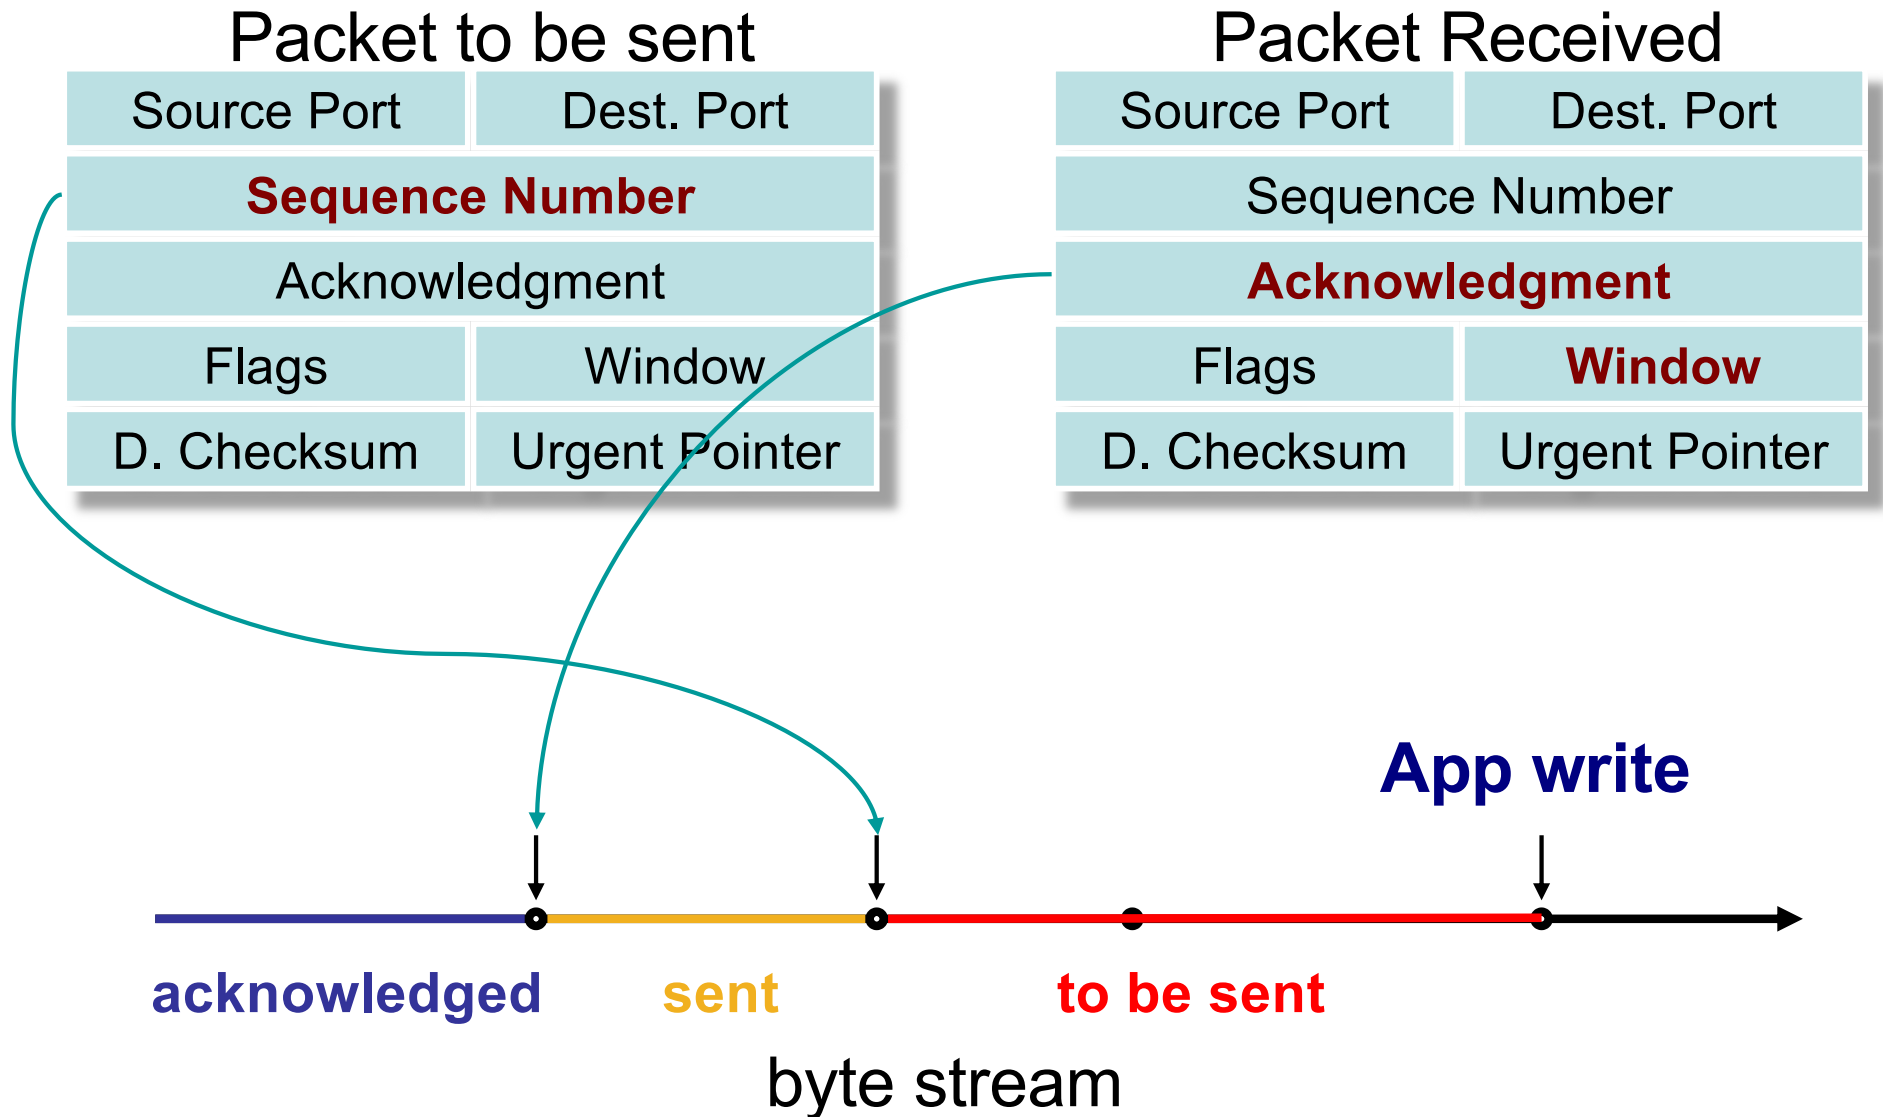 Packet to be sent
Source Port Dest. Port
Sequence Number
Acknowledgment
Flags Window
D. Checksum Urgent Pointer
Packet Received
Source Port Dest. Port
Sequence Number
Acknowledgment
Flags Window
D. Checksum Urgent Pointer
App write
acknowledged sent to be sent
byte stream